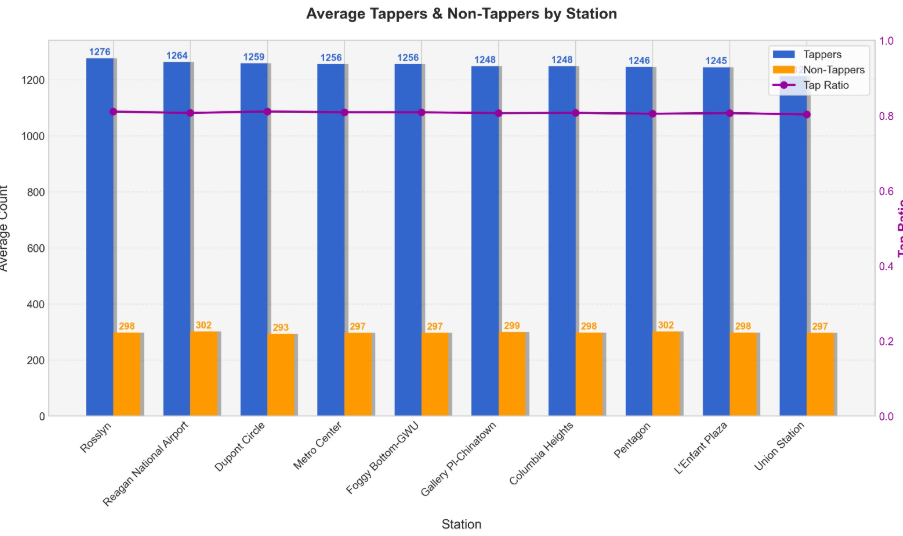 Average Tappers & Non-Tappers by Station
1276 1264 1259 1256 1256 1248 1248 1246 1245
Tappers
Non-Tappers
Tap Ratio
298 302 293 297 297 299 298 302 298 297
1200
1000
800
600
400
200
0
Average Count
1.0
0.8
0.6
0.4
0.2
0.0
Tap Ratio
Rosslyn
Reagan National Airport
Dupont Circle
Metro Center
Foggy Bottom-GWU
Gallery Pl-Chinatown
Columbia Heights
Pentagon
L'Enfant Plaza
Union Station
Station